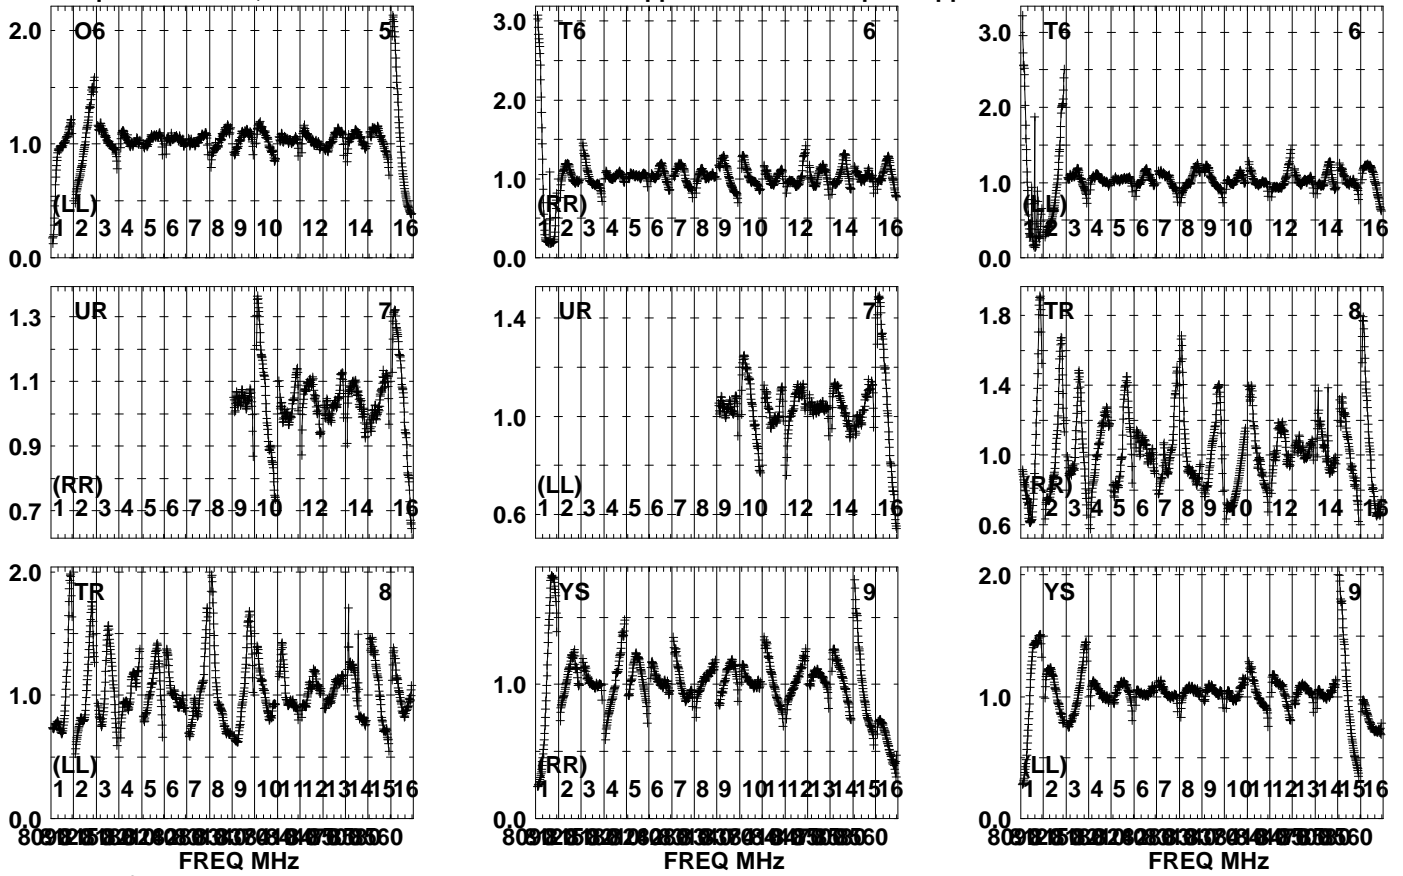 2.0 O6 5 3.0 T6 6 3.0 T6 6
2.0 2.0
1.0 1.0 1.0
(LL) (RR) (LL)
1 2 3 4 5 6 7 8 9 10 12 14 16 1 2 3 4 5 6 7 8 9 10 12 14 16 1 2 3 4 5 6 7 8 9 10 12 14 16
0.0 0.0 0.0
UR 7 UR 7 TR 8
1.3 1.4 1.8
1.1 1.4
0.9 1.0 1.0
(RR) (LL) (RR)
0.7 1 2 3 4 5 6 7 8 9 10 12 14 16 0.6 1 2 3 4 5 6 7 8 9 10 12 14 16 0.6 2 3 4 5 6 7 8 9 10 12 14 16
2.0 TR 8 YS 9 2.0 YS 9
1.0 1.0 1.0
(LL) (RR) (LL)
1 2 3 4 5 6 7 8 9 10 11 12 13 14 15 16 1 2 3 4 5 6 7 8 9 10 11 12 13 14 15 16 1 2 3 4 5 6 7 8 9 10 11 12 13 14 15 16
0.0 0.0 0.0
FREQ MHz FREQ MHz FREQ MHz